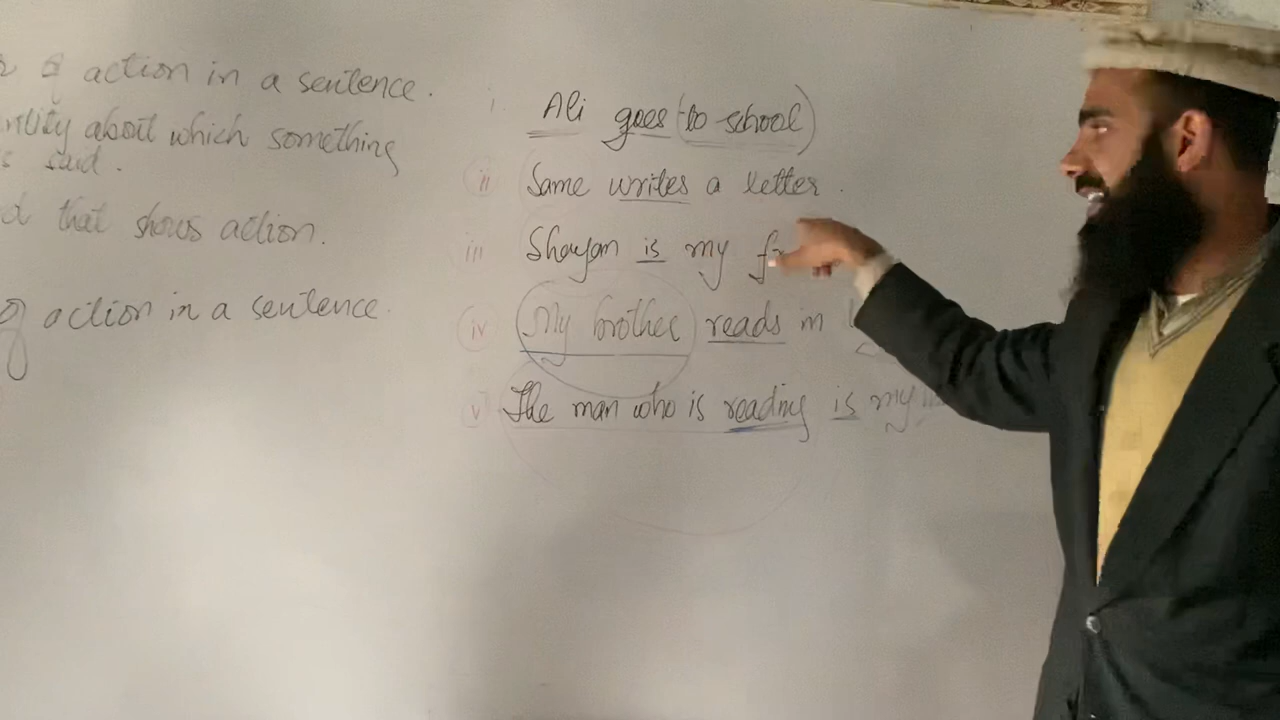 action in a sentence.
about which something
said.
that shows action.
action in a sentence.
i. Ali goes (to school)
ii Same writes a letter.
iii Shayan is my
iv My brother reads in
v The man who is reading is my